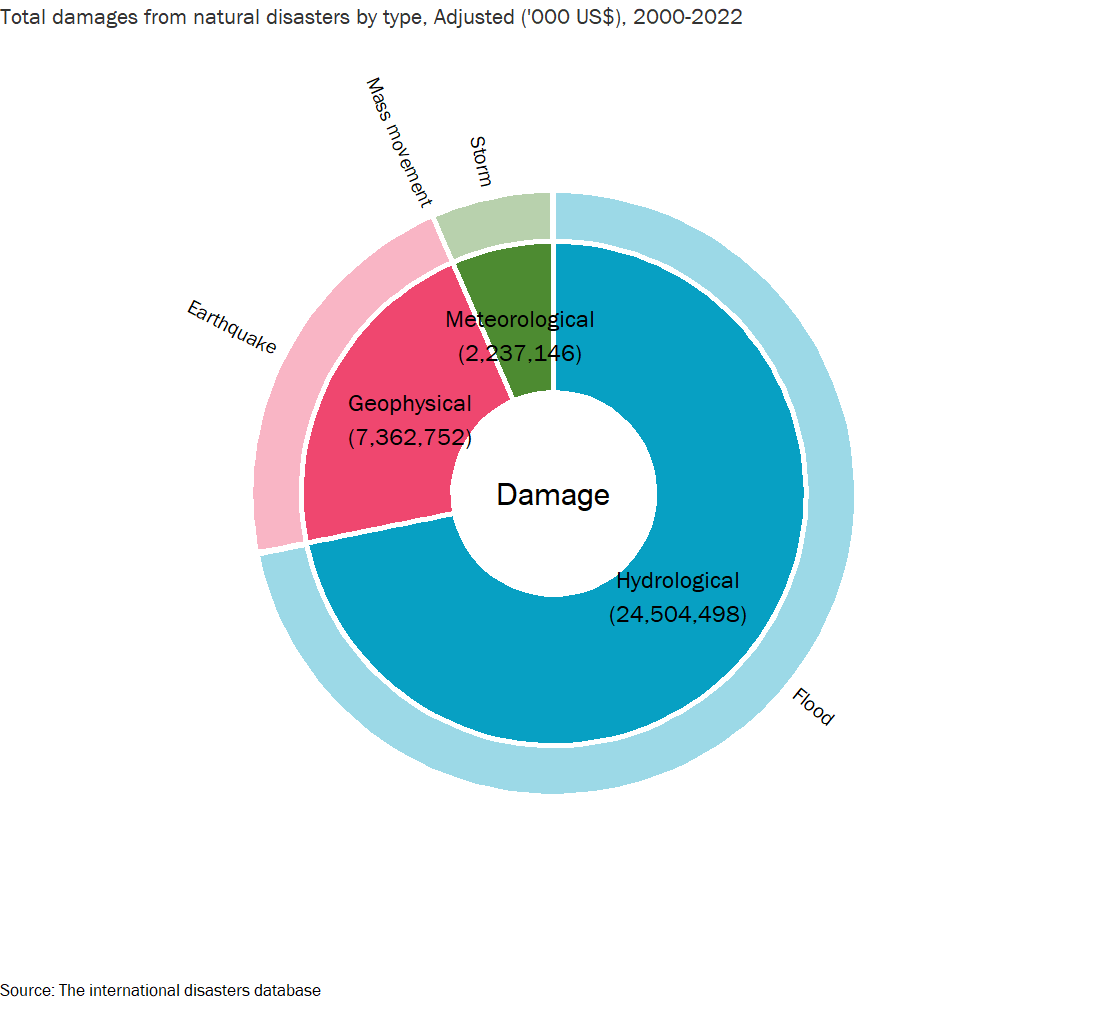 Total damages from natural disasters by type, Adjusted ('000 US$), 2000-2022
Mass movement
Storm
Earthquake
Meteorological
(2,237,146)
Geophysical
(7,362,752)
Damage
Hydrological
(24,504,498)
Flood
Source: The international disasters database